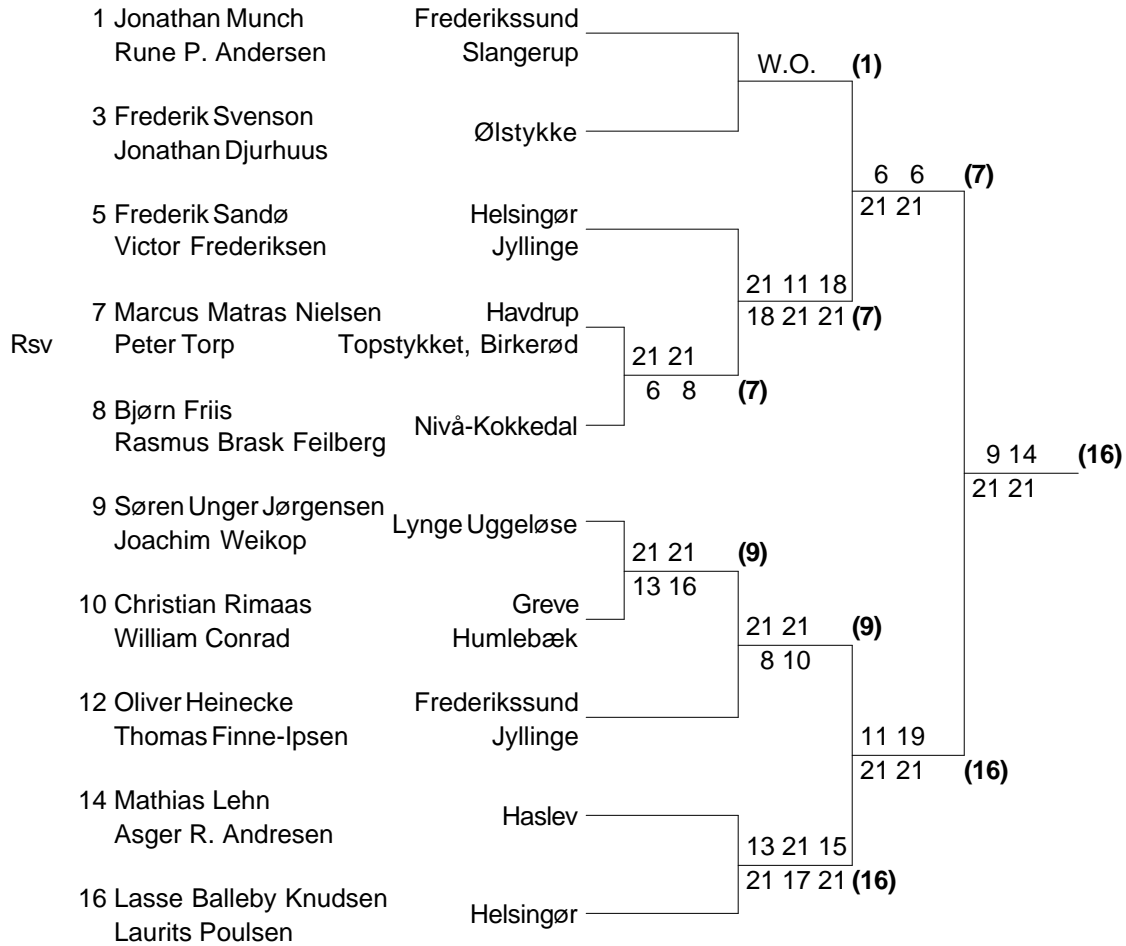 1 Jonathan Munch Frederikssund
Rune P. Andersen Slangerup
W.O. (1)
3 Frederik Svenson
Jonathan Djurhuus Ølstykke
6 6 (7)
21 21
5 Frederik Sandø Helsingør
Victor Frederiksen Jyllinge
21 11 18
18 21 21 (7)
7 Marcus Matras Nielsen Havdrup
Rsv Peter Torp Topstykket, Birkerød
21 21
6 8 (7)
8 Bjørn Friis
Rasmus Brask Feilberg Nivå-Kokkedal
9 14 (16)
21 21
9 Søren Unger Jørgensen
Joachim Weikop Lynge Uggeløse
21 21 (9)
13 16
10 Christian Rimaas Greve
William Conrad Humlebæk
21 21 (9)
8 10
12 Oliver Heinecke Frederikssund
Thomas Finne-Ipsen Jyllinge
11 19
21 21 (16)
14 Mathias Lehn
Asger R. Andresen Haslev
13 21 15
21 17 21 (16)
16 Lasse Balleby Knudsen
Laurits Poulsen Helsingør